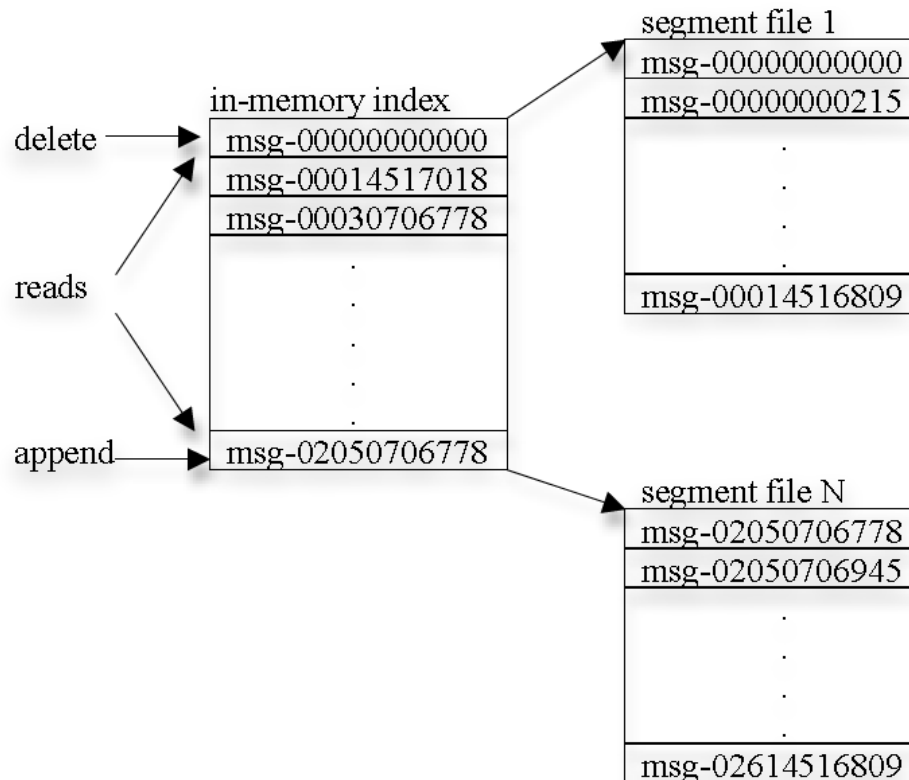 segment file 1
msg-00000000000
msg-00000000215
.
.
.
.
msg-00014516809
in-memory index
delete
msg-00000000000
msg-00014517018
msg-00030706778
.
.
.
.
.
reads
append
msg-02050706778
segment file N
msg-02050706778
msg-02050706945
.
.
.
.
msg-02614516809